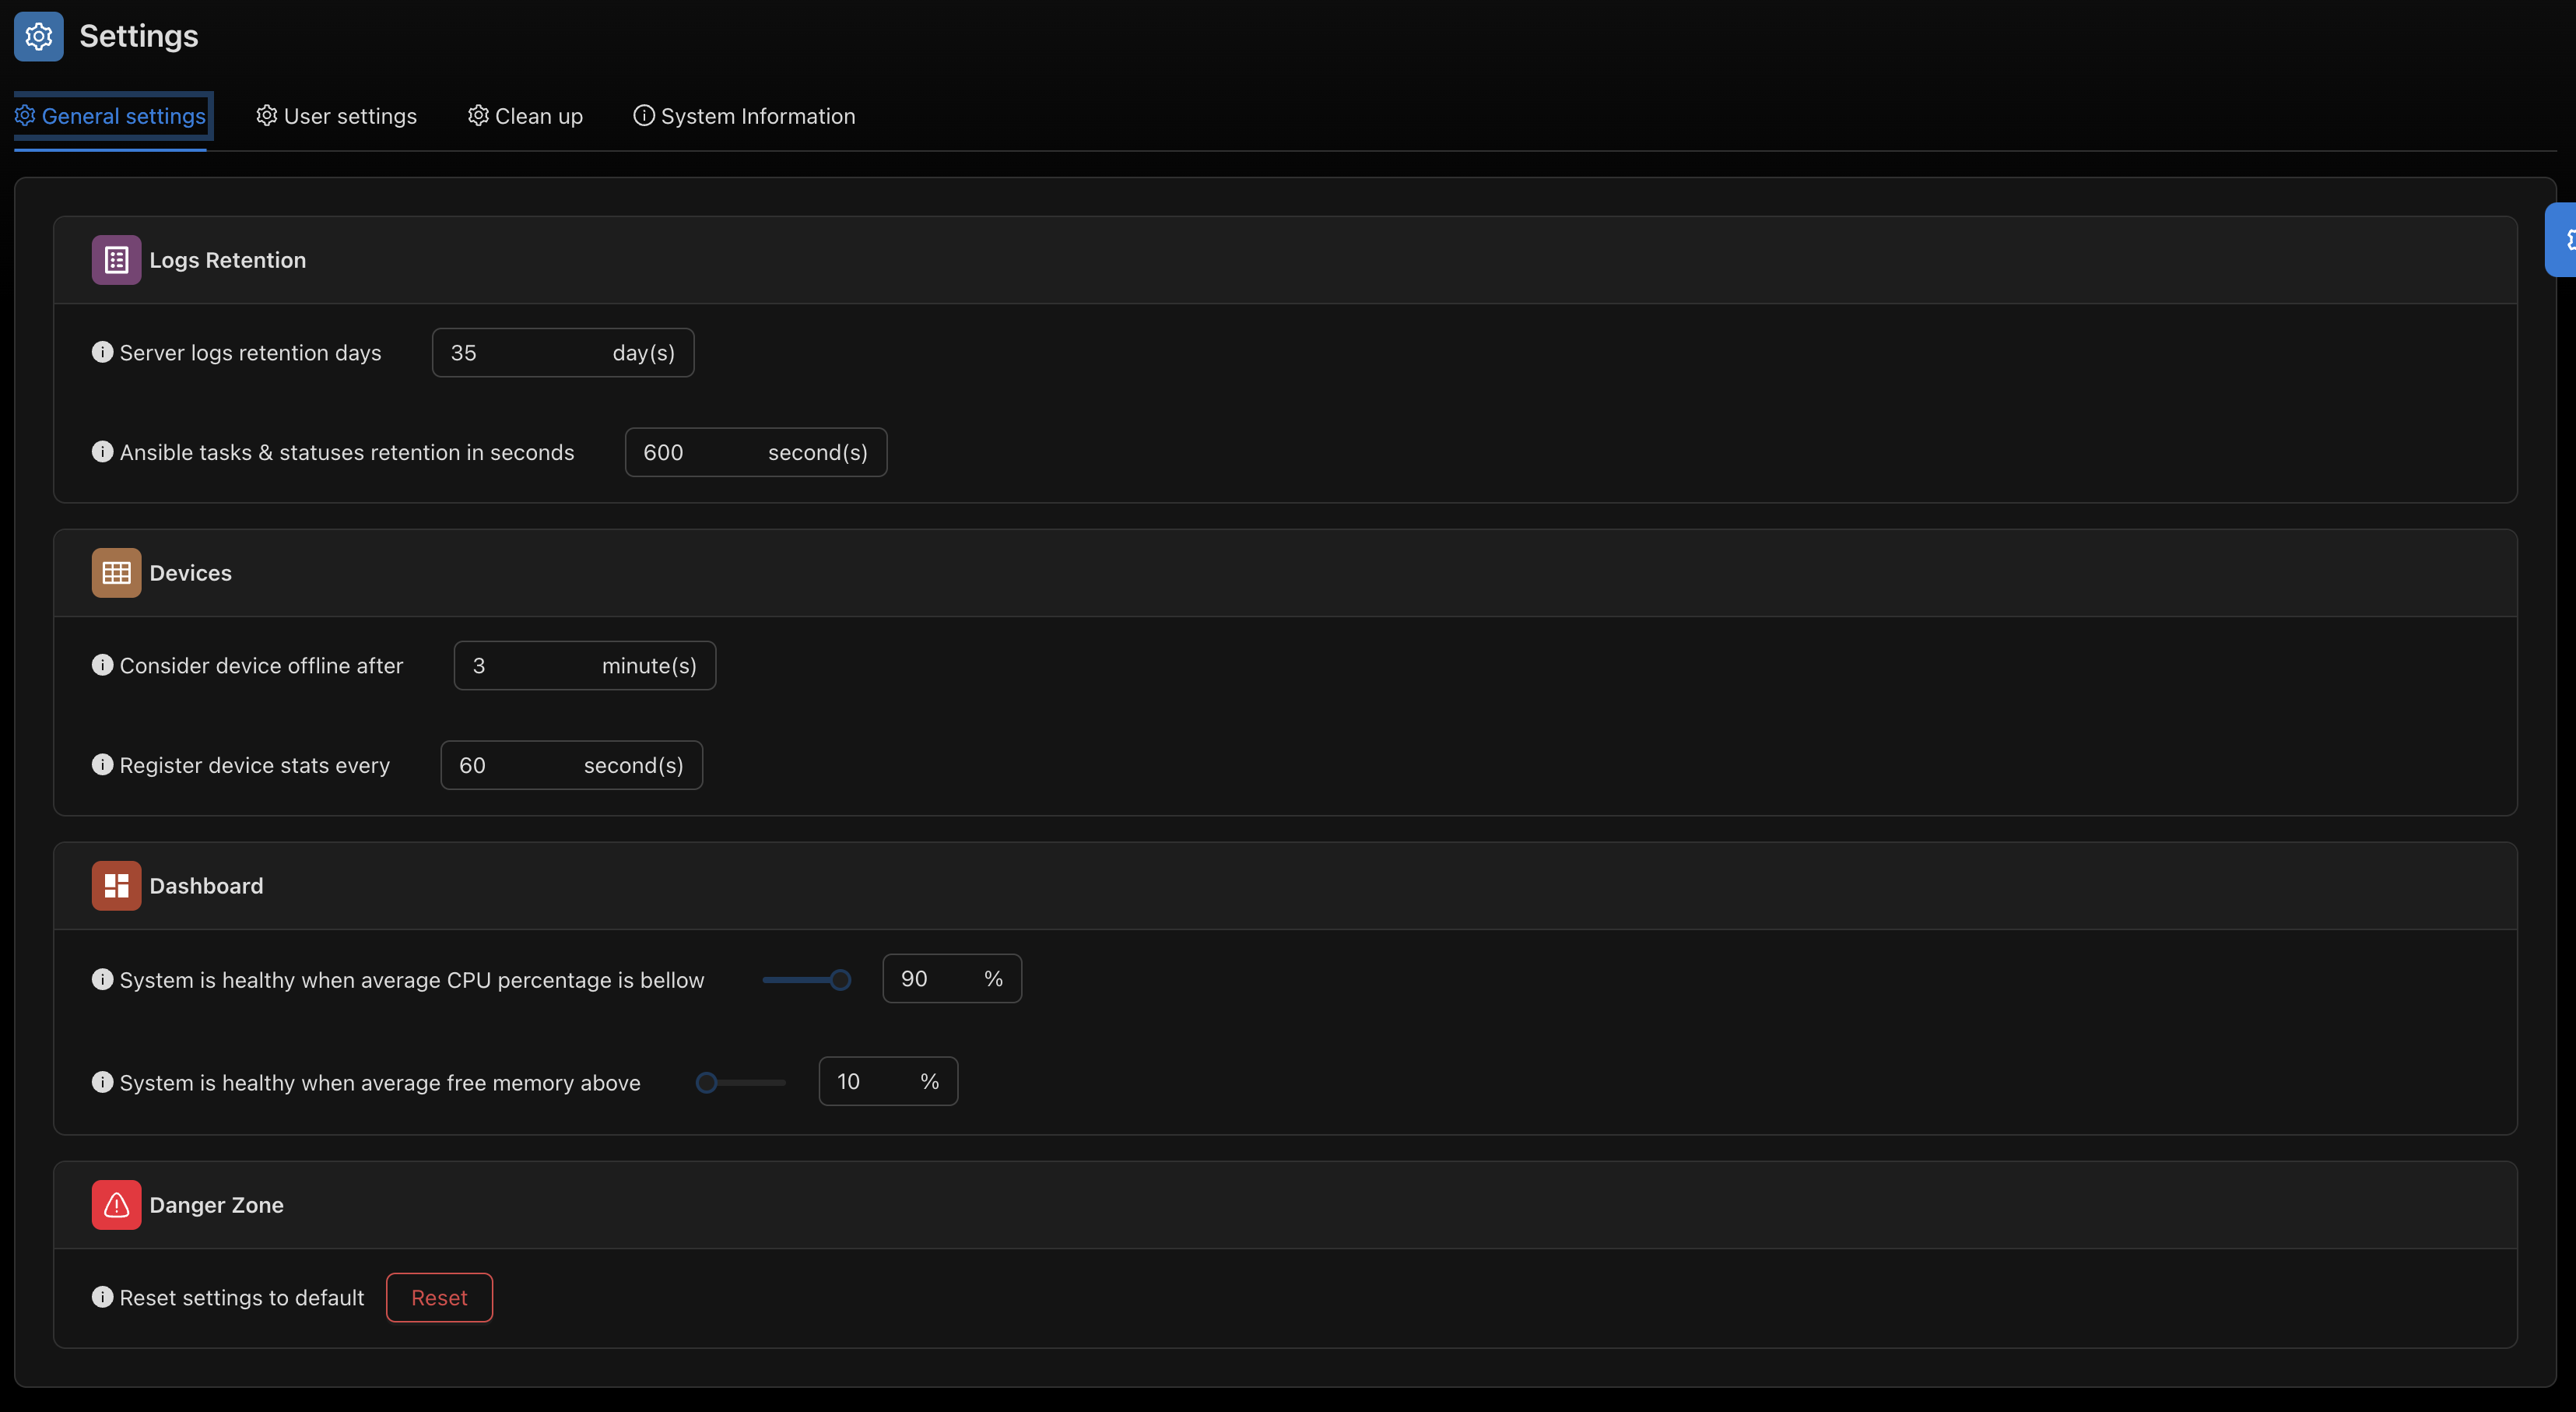 Settings
General settings User settings Clean up System Information
Logs Retention
Server logs retention days 35 day(s)
Ansible tasks & statuses retention in seconds 600 second(s)
Devices
Consider device offline after 3 minute(s)
Register device stats every 60 second(s)
Dashboard
System is healthy when average CPU percentage is bellow 90 %
System is healthy when average free memory above 10 %
Danger Zone
Reset settings to default Reset